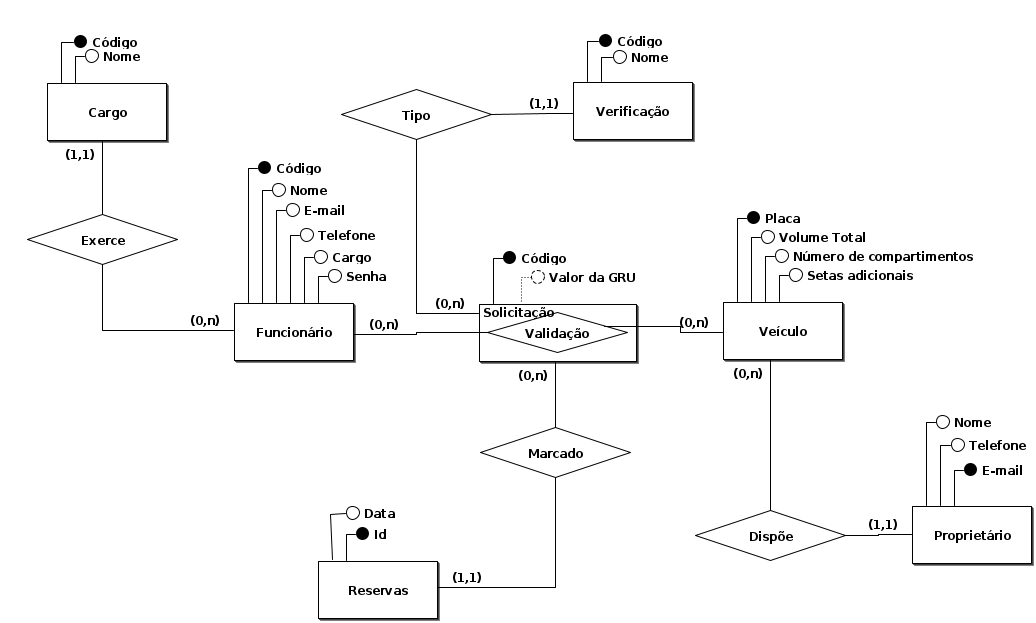 Código
Nome
Cargo
(1,1)
Exerce
(0,n)
Código
Nome
E-mail
Telefone
Cargo
Senha
Funcionário
(0,n)
Tipo
(1,1)
Código
Nome
Verificação
(0,n)
Código
Valor da GRU
Solicitação
Validação
(0,n)
Placa
Volume Total
Número de compartimentos
Setas adicionais
Veículo
(0,n)
(0,n)
Marcado
Data
Id
Reservas
(1,1)
Dispõe
(1,1)
Nome
Telefone
E-mail
Proprietário